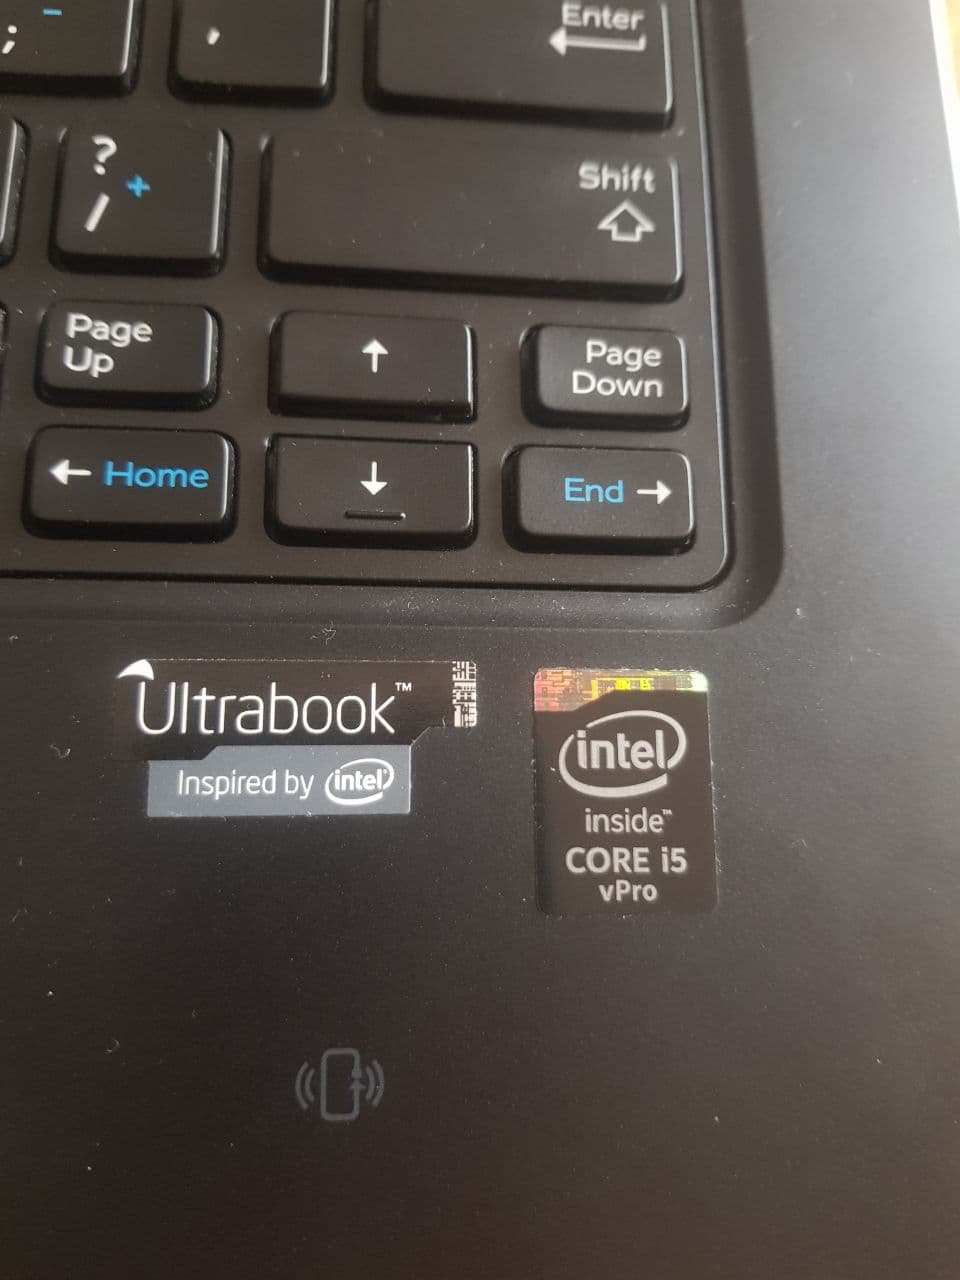 ; -
'
Enter
?
/ +
Shift
Page
Up
↑
Page
Down
← Home
↓
End →
Ultrabook™
Inspired by intel®
intel
inside™
CORE i5
vPro